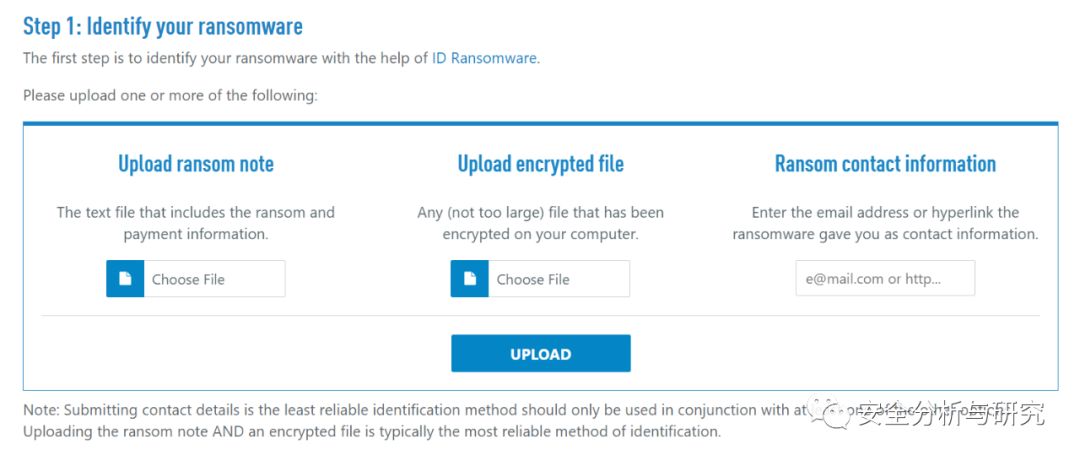 Step 1: Identify your ransomware
The first step is to identify your ransomware with the help of ID Ransomware.
Please upload one or more of the following:
Upload ransom note
The text file that includes the ransom and
payment information.
Choose File
Upload encrypted file
Any (not too large) file that has been
encrypted on your computer.
Choose File
Ransom contact information
Enter the email address or hyperlink the
ransomware gave you as contact information.
e@mail.com or http...
UPLOAD
Note: Submitting contact details is the least reliable identification method should only be used in conjunction with at
Uploading the ransom note AND an encrypted file is typically the most reliable method of identification.
安全分析与研究